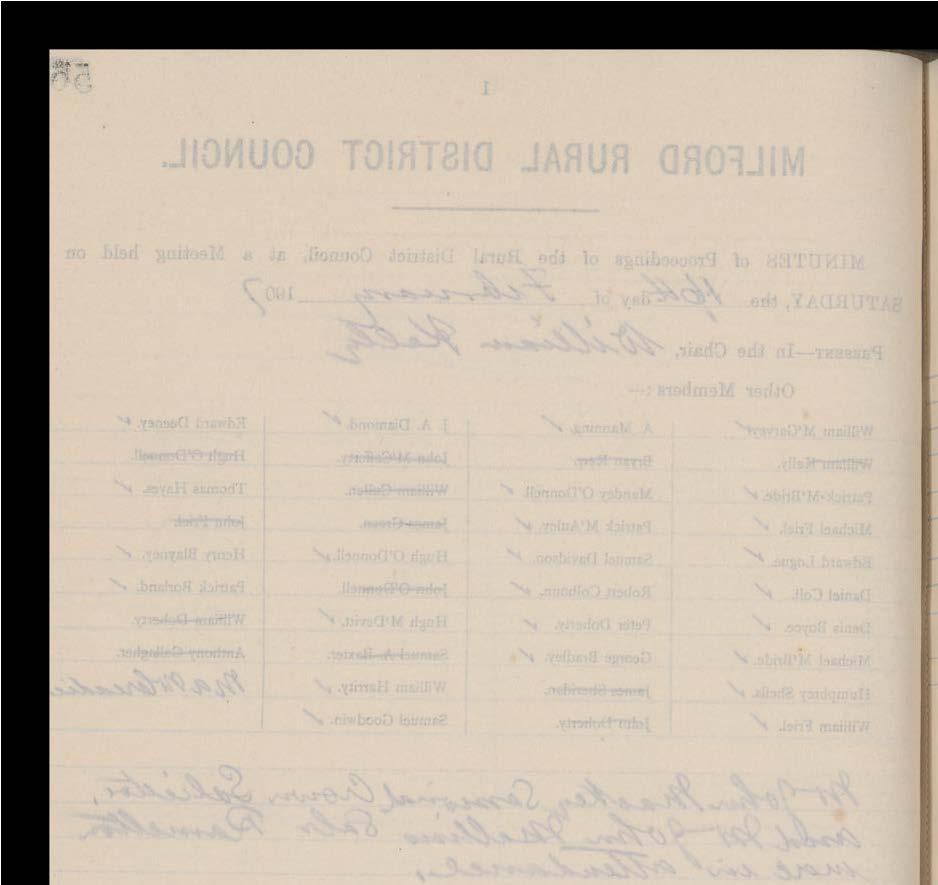 56
1
MILFORD RURAL DISTRICT COUNCIL.
MINUTES of Proceedings of the Rural District Council, at a Meeting held on
SATURDAY, the 16th day of February 1907
PRESENT—In the Chair, William Kelly
Other Members:—
William M'Garvey. A Manning. J. A. Diamond. Edward Deeney.
William Kelly. Bryan John M'Cafferty. Hugh O'Donnell.
Patrick M'Bride. Mandey O'Donnell William Cullen. Thomas Hayes.
Michael Friel. Patrick M'Auley. James Green. John Friel.
Edward Logue. Samuel Davidson. Hugh O'Donnell. Henry Blayney.
Daniel Coll. Robert Colhoun. John O'Donnell Patrick Borland.
Denis Boyce. Peter Doherty. Hugh M'Devitt. William Doherty.
Michael M'Bride. George Bradley. Samuel A. Baxter. Anthony Gallagher.
Humphrey Sheils. James Sheridan. William Harrity.
William Friel. John Doherty. Samuel Goodwin.
Mr John Mackey Sessional Crown Solicitor,
and Mr John Ramelton
were in attendance,